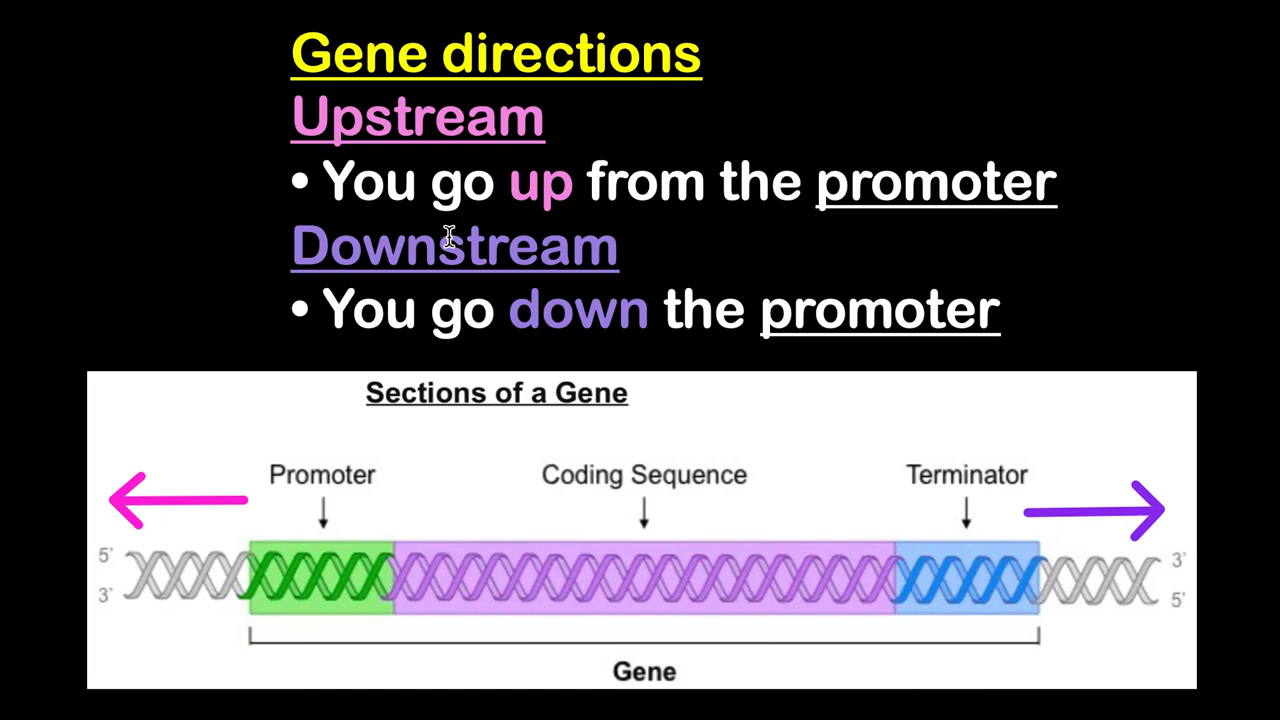 Gene directions
Upstream
• You go up from the promoter
Downstream
• You go down the promoter
Sections of a Gene
Promoter Coding Sequence Terminator
5' 3'
3' 5'
Gene